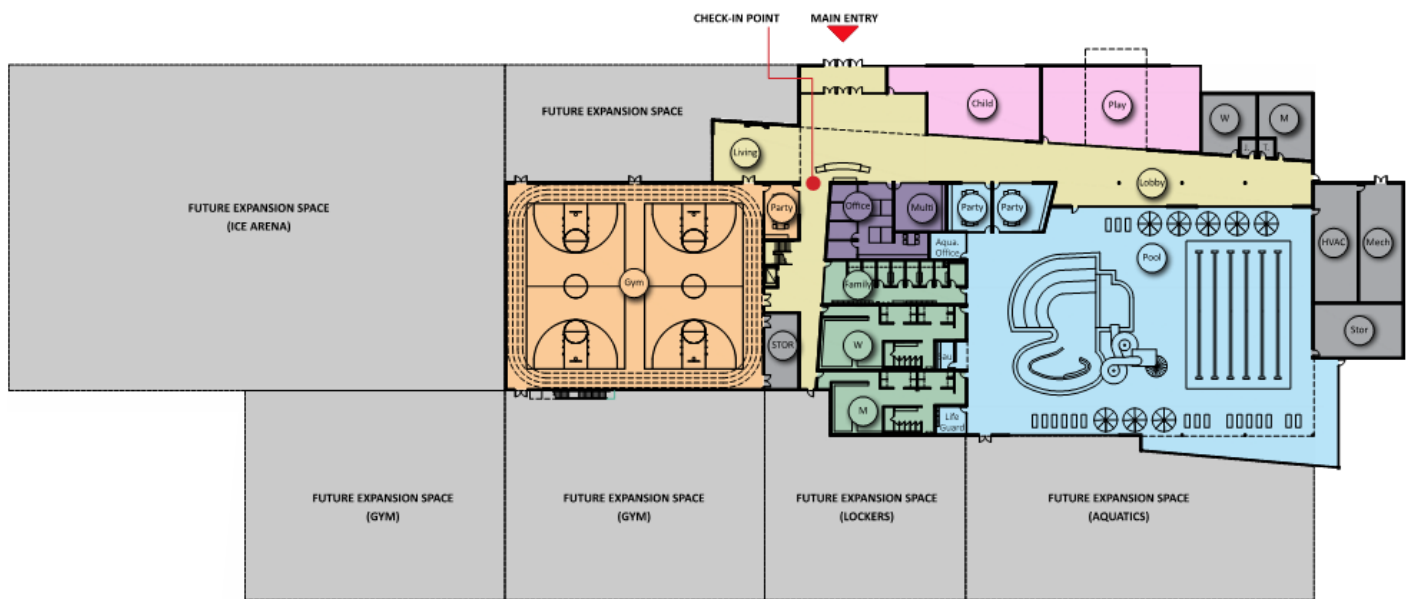 CHECK-IN POINT
MAIN ENTRY
FUTURE EXPANSION SPACE
Child
Play
W
M
Living
J.
T.
Lobby
FUTURE EXPANSION SPACE
(ICE ARENA)
Party
Office
Multi
Party
Party
Aqua.
Office
Pool
HVAC
Mech
Gym
Family
STOR
W
Sau
Stor
M
Life
Guard
FUTURE EXPANSION SPACE
(GYM)
FUTURE EXPANSION SPACE
(GYM)
FUTURE EXPANSION SPACE
(LOCKERS)
FUTURE EXPANSION SPACE
(AQUATICS)